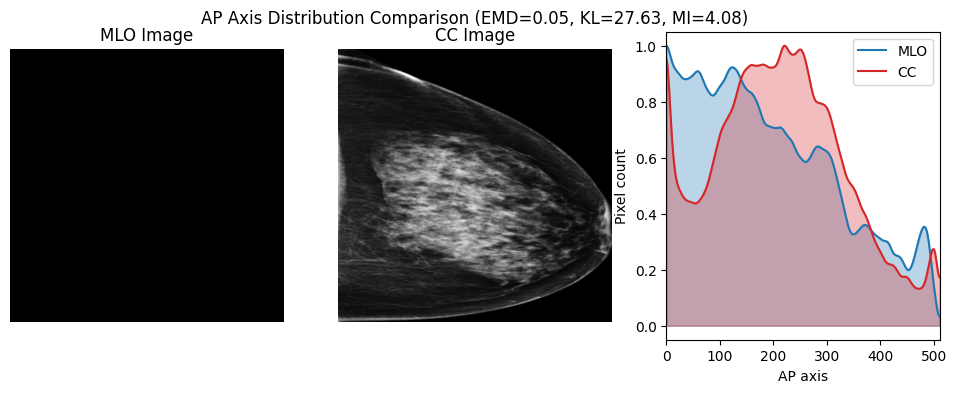 AP Axis Distribution Comparison (EMD=0.05, KL=27.63, MI=4.08)
MLO Image
CC Image
MLO
CC
1.0
0.8
0.6
0.4
0.2
0.0
Pixel count
0 100 200 300 400 500
AP axis